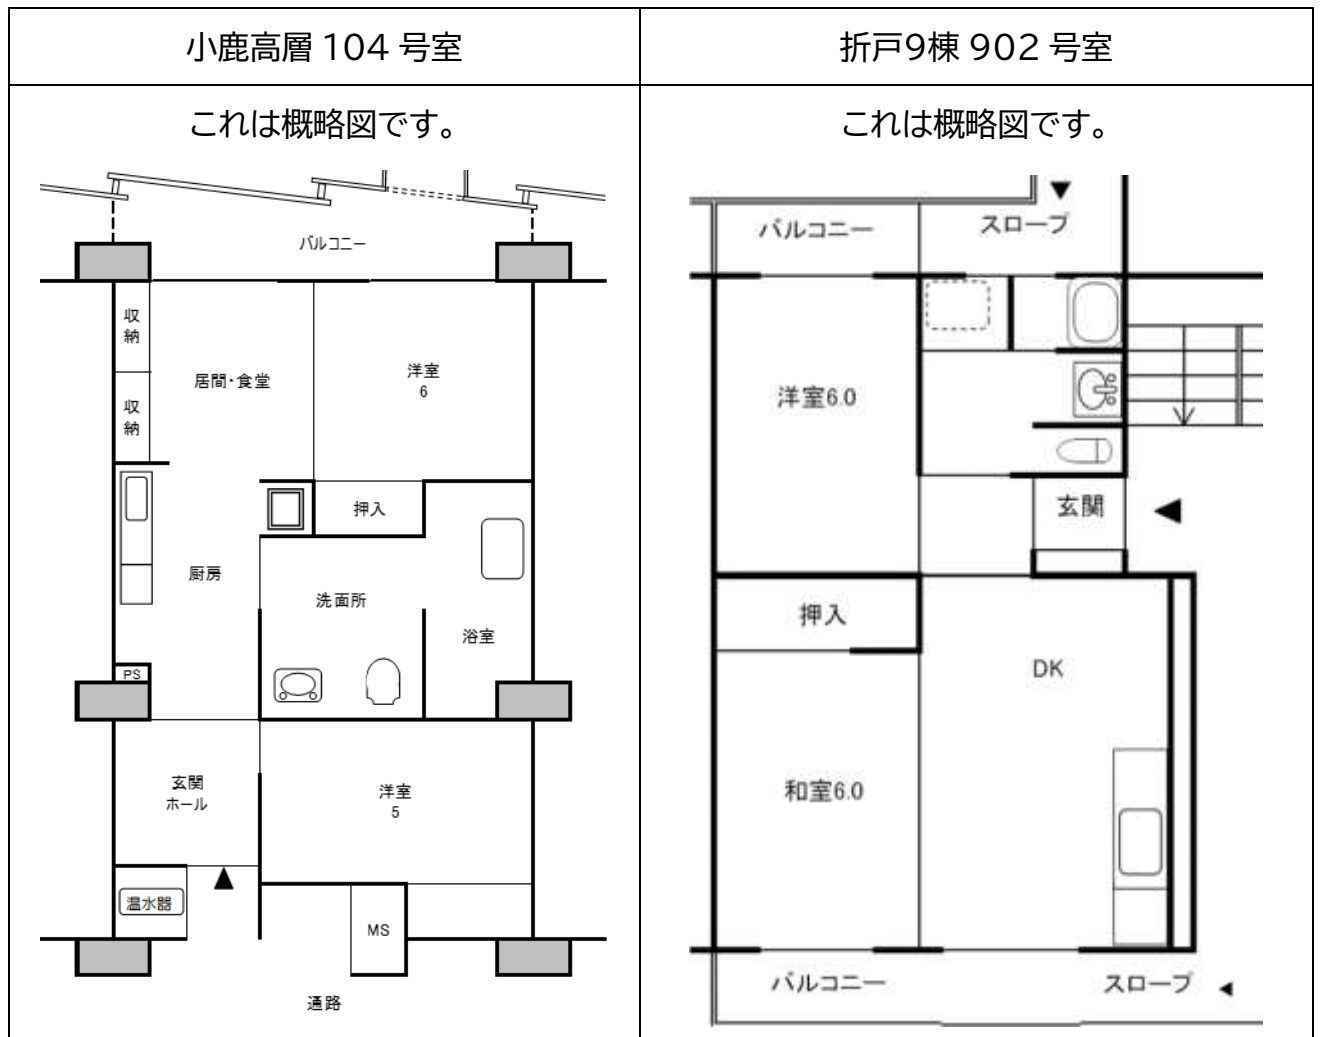 小鹿高層 104 号室
これは概略図です。
バルコニー
収
納
居間・食堂
洋室
6
収
納
押入
厨房
洗面所
浴室
PS
玄関
ホール
洋室
5
温水器
MS
通路
折戸9棟 902 号室
これは概略図です。
バルコニー
スロープ
洋室6.0
玄関
押入
DK
和室6.0
バルコニー
スロープ